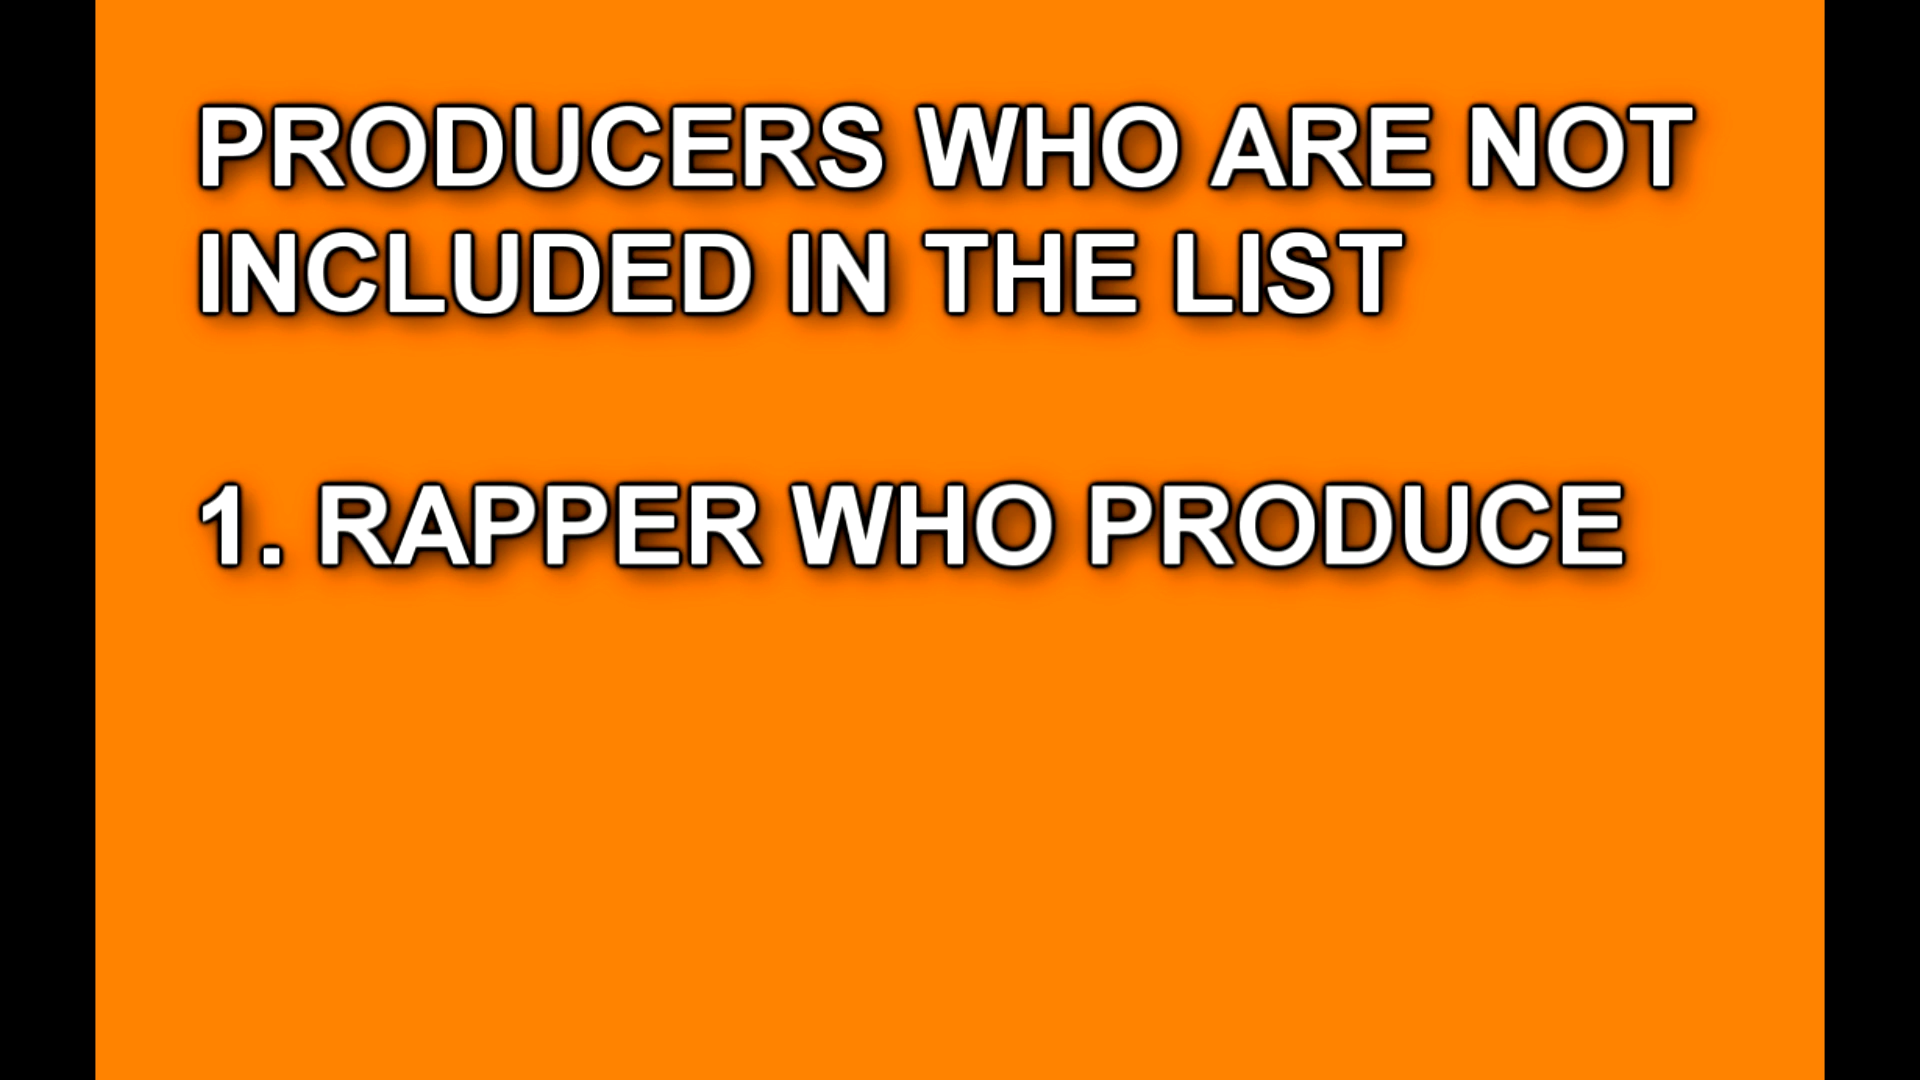 PRODUCERS WHO ARE NOT
INCLUDED IN THE LIST
1. RAPPER WHO PRODUCE